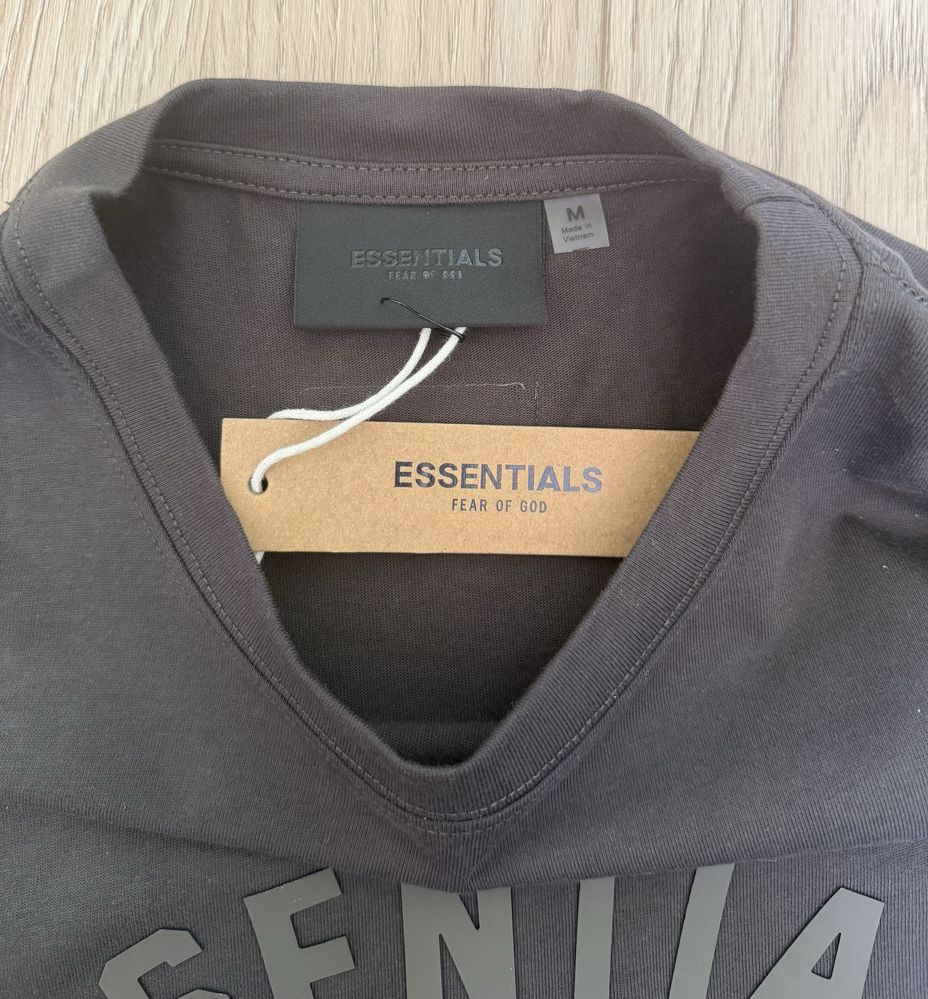 ESSENTIALS
FEAR OF GOD
M
Made in
Vietnam
ESSENTIALS
FEAR OF GOD
SENTIA